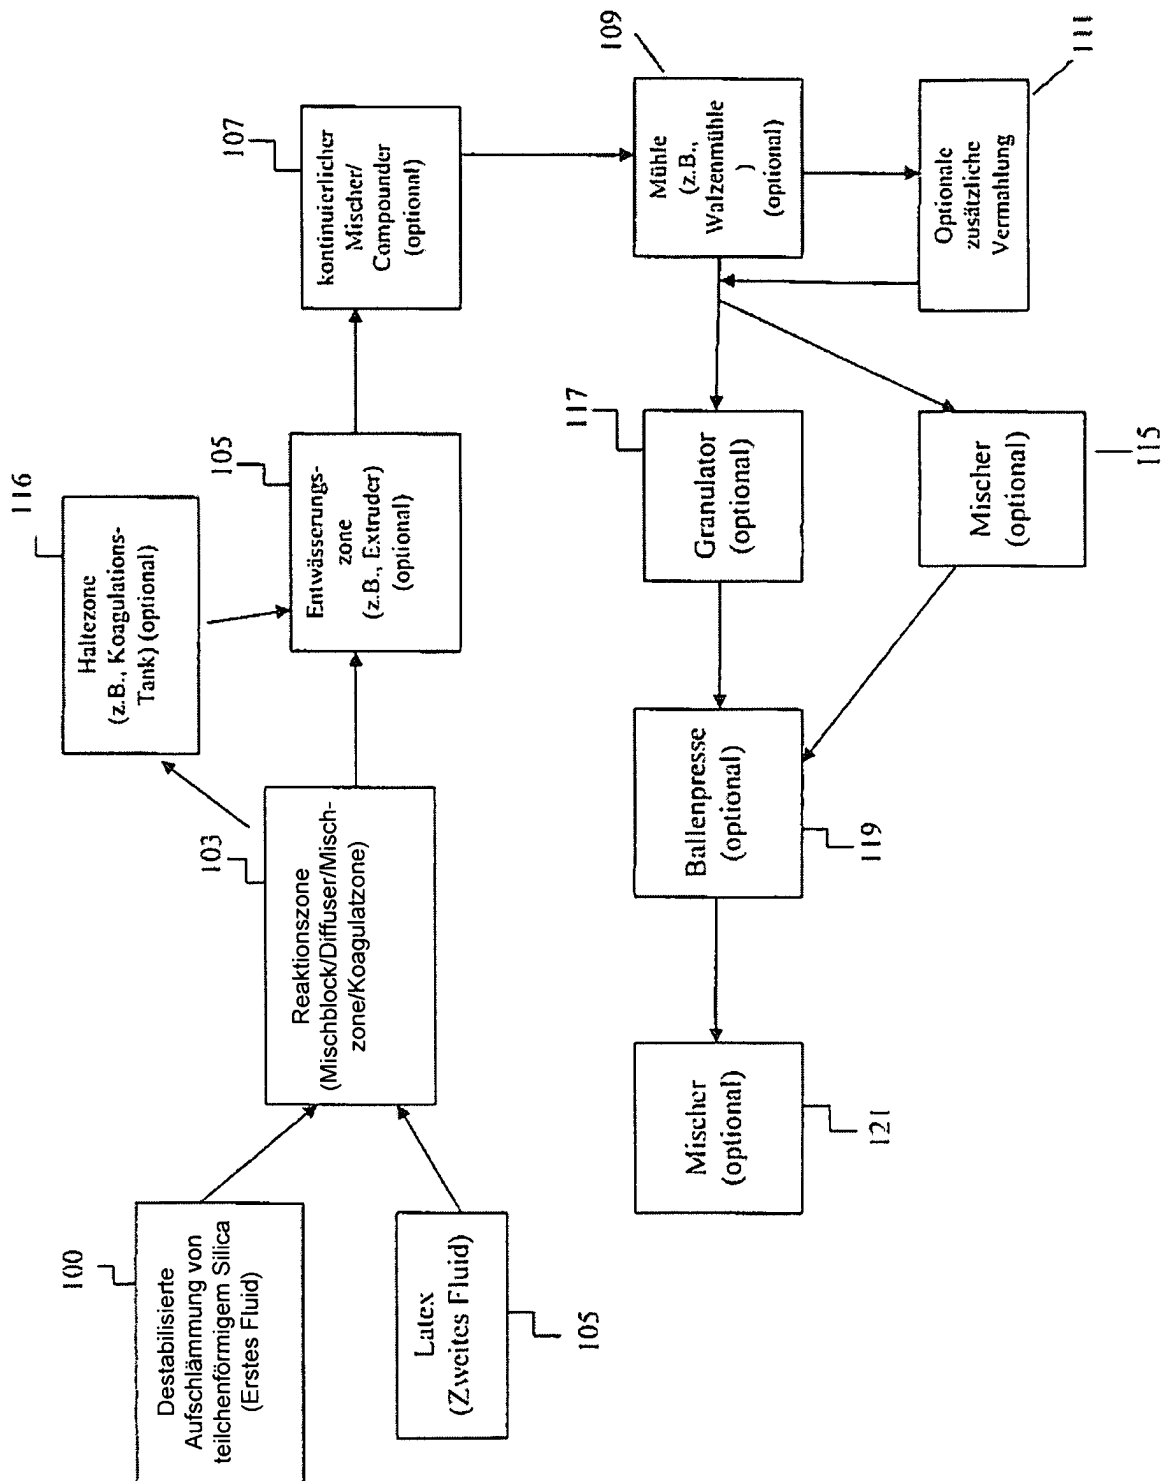 100
Destabilisierte
Aufschlämmung von
teilchenförmigem Silica
(Erstes Fluid)
Latex
(Zweites Fluid)
105
103
Reaktionszone
(Mischblock/Diffuser/Misch-
zone/Koagulatzone)
116
Haltezone
(z.B., Koagulations-
Tank) (optional)
105
Entwässerungs-
zone
(z.B., Extruder)
(optional)
107
kontinuierlicher
Mischer/
Compounder
(optional)
109
Mühle
(z.B.,
Walzenmühle
)
(optional)
111
Optionale
zusätzliche
Vermahlung
117
Granulator
(optional)
Mischer
(optional)
115
Ballenpresse
(optional)
119
Mischer
(optional)
121